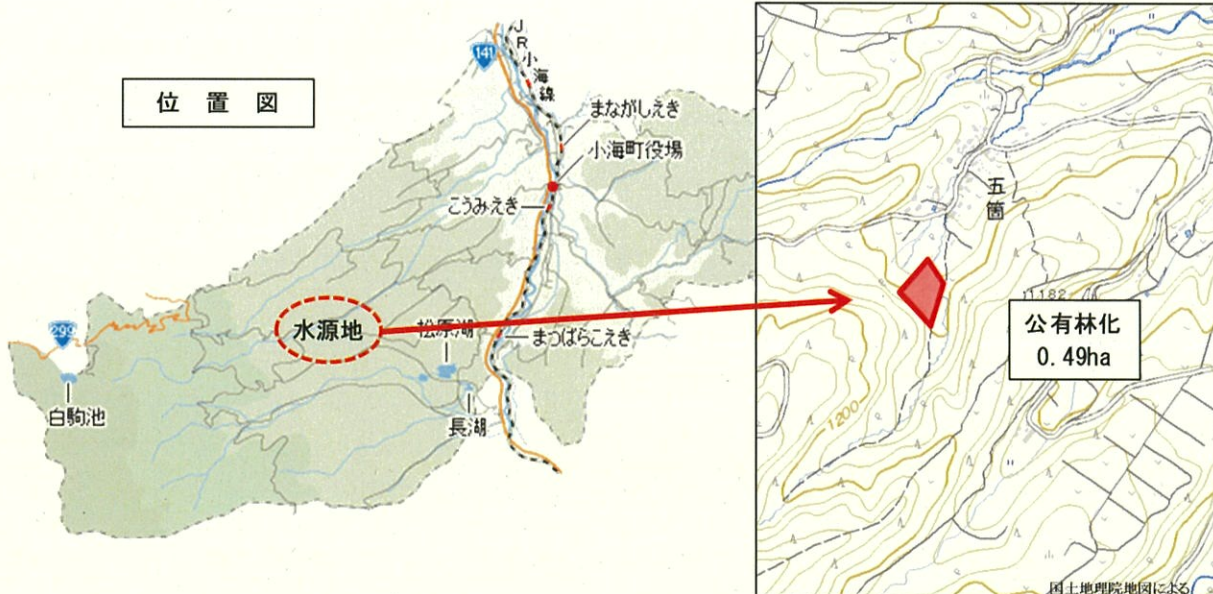 位置図
141
JR小海線
まながしえき
小海町役場
こうみえき
水源地
松原湖
まつばらこえき
299
白駒池
長湖
五箇
1182
公有林化
0.49ha
1200
国土地理院地図による